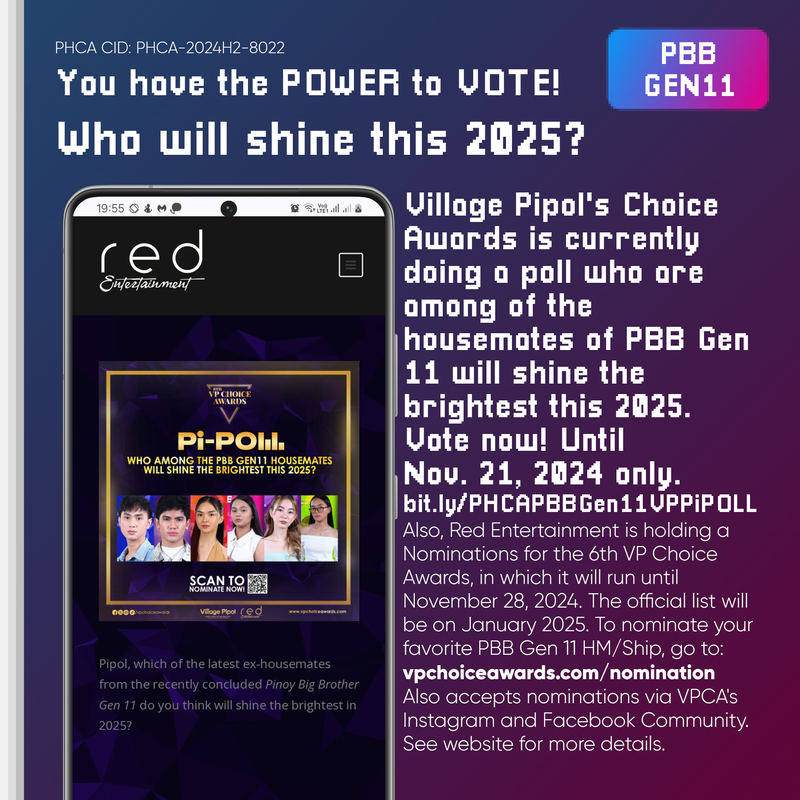 PHCA CID: PHCA-2024H2-8022
You have the POWER to VOTE!
Who will shine this 2025?
PBB
GEN11
19:55
VoD
LTE1
red
Entertainment
6TH
VP CHOICE
AWARDS
Pi-POLL
WHO AMONG THE PBB GEN11 HOUSEMATES
WILL SHINE THE BRIGHTEST THIS 2025?
SCAN TO
NOMINATE NOW!
/vpchoiceawards
Village Pipol
red
www.vpchoiceawards.com
Pipol, which of the latest ex-housemates
from the recently concluded Pinoy Big Brother
Gen 11 do you think will shine the brightest in
2025?
Village Pipol's Choice
Awards is currently
doing a poll who are
among of the
housemates of PBB Gen
11 will shine the
brightest this 2025.
Vote now! Until
Nov. 21, 2024 only.
bit.ly/PHCAPBBGen11VPPiPOLL
Also, Red Entertainment is holding a
Nominations for the 6th VP Choice
Awards, in which it will run until
November 28, 2024. The official list will
be on January 2025. To nominate your
favorite PBB Gen 11 HM/Ship, go to:
vpchoiceawards.com/nomination
Also accepts nominations via VPCA's
Instagram and Facebook Community.
See website for more details.